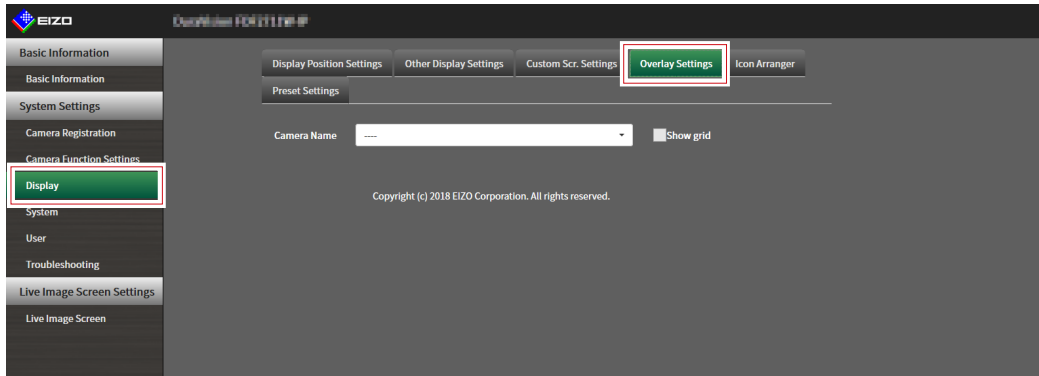 EIZO
Basic Information
Basic Information
System Settings
Camera Registration
Camera Function Settings
Display
System
User
Troubleshooting
Live Image Screen Settings
Live Image Screen
Display Position Settings Other Display Settings Custom Scr. Settings Overlay Settings Icon Arranger
Preset Settings
Camera Name ---- Show grid
Copyright (c) 2018 EIZO Corporation. All rights reserved.